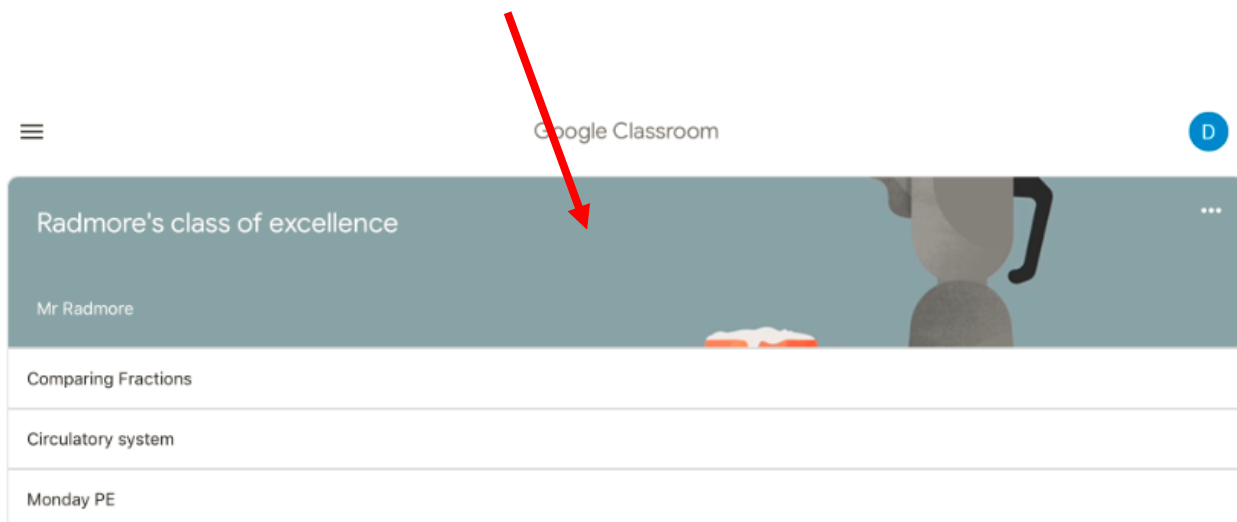 Google Classroom
D
Radmore's class of excellence
Mr Radmore
Comparing Fractions
Circulatory system
Monday PE